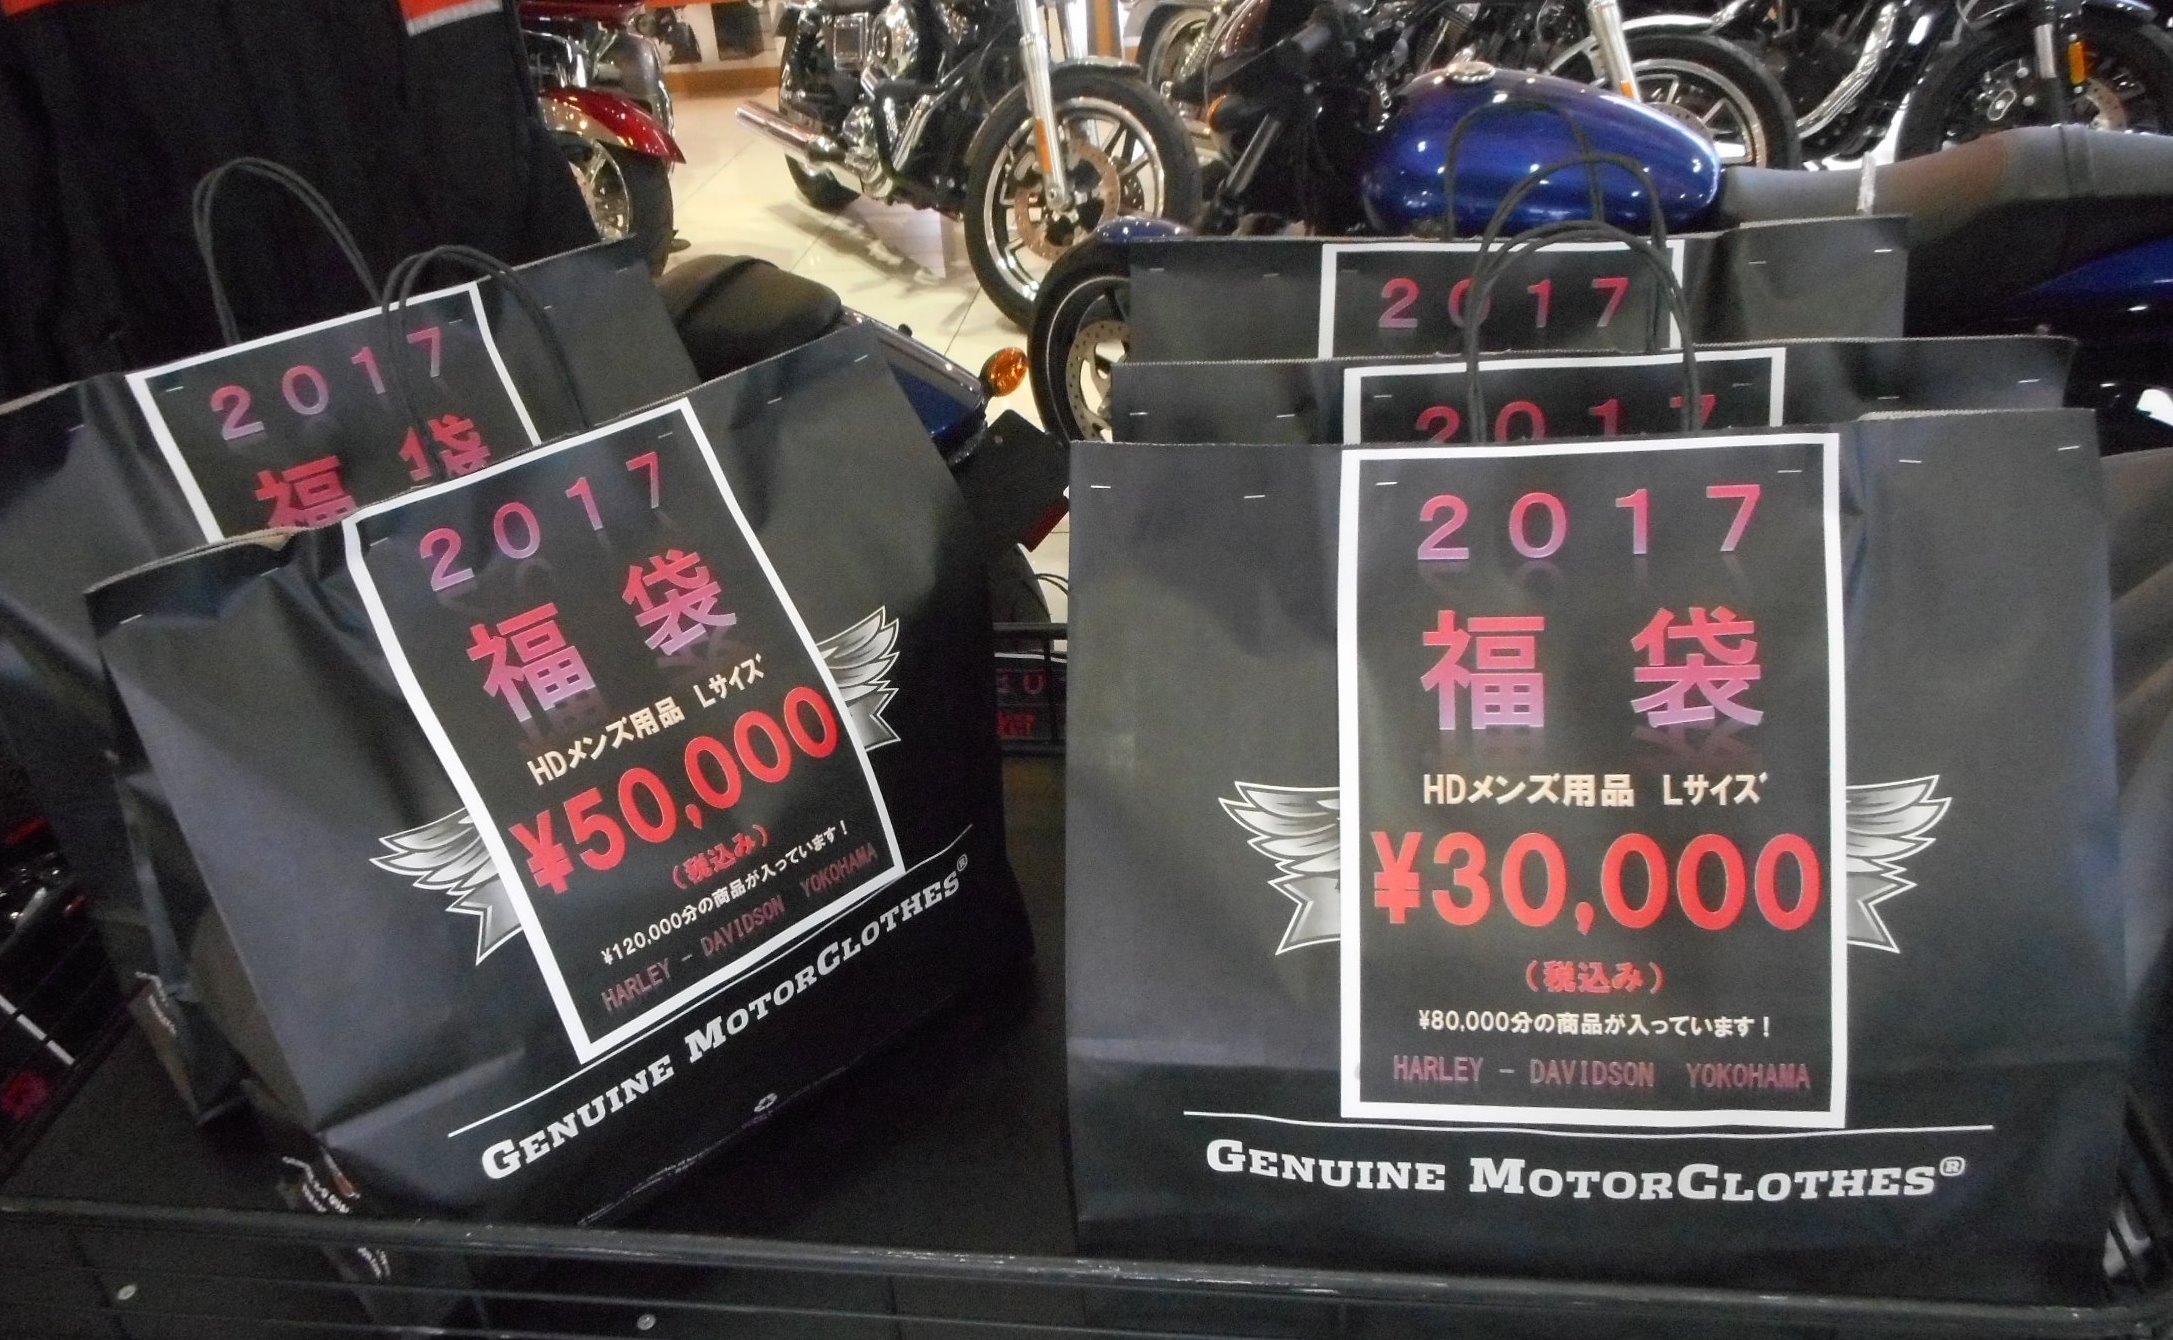 2017
福袋
2017
福袋
HDメンズ用品 Lサイズ
¥50,000
(税込み)
¥120,000分の商品が入っています！
HARLEY - DAVIDSON YOKOHAMA
GENUINE MOTORCLOTHES®
2017
2017
2017
福袋
HDメンズ用品 Lサイズ
¥30,000
(税込み)
¥80,000分の商品が入っています！
HARLEY - DAVIDSON YOKOHAMA
GENUINE MOTORCLOTHES®